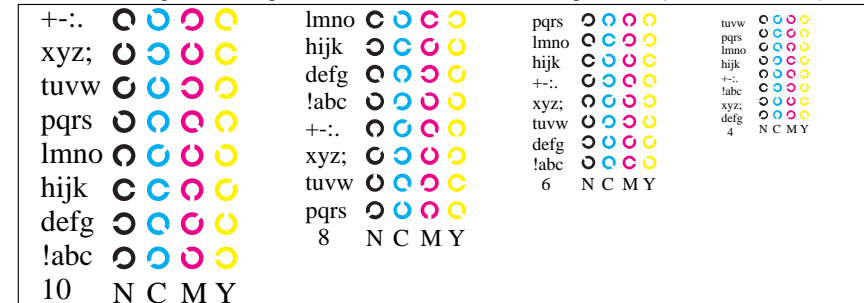 +-:.
xyz;
tuvw
pqrs
lmno
hijk
defg
!abc
10 N C M Y
lmno
hijk
defg
!abc
+-:.
xyz;
tuvw
pqrs
8 N C M Y
pqrs
lmno
hijk
+-:.
xyz;
tuvw
defg
!abc
6 N C M Y
tuvw
pqrs
lmno
hijk
+-:.
!abc
xyz;
defg
4 N C M Y